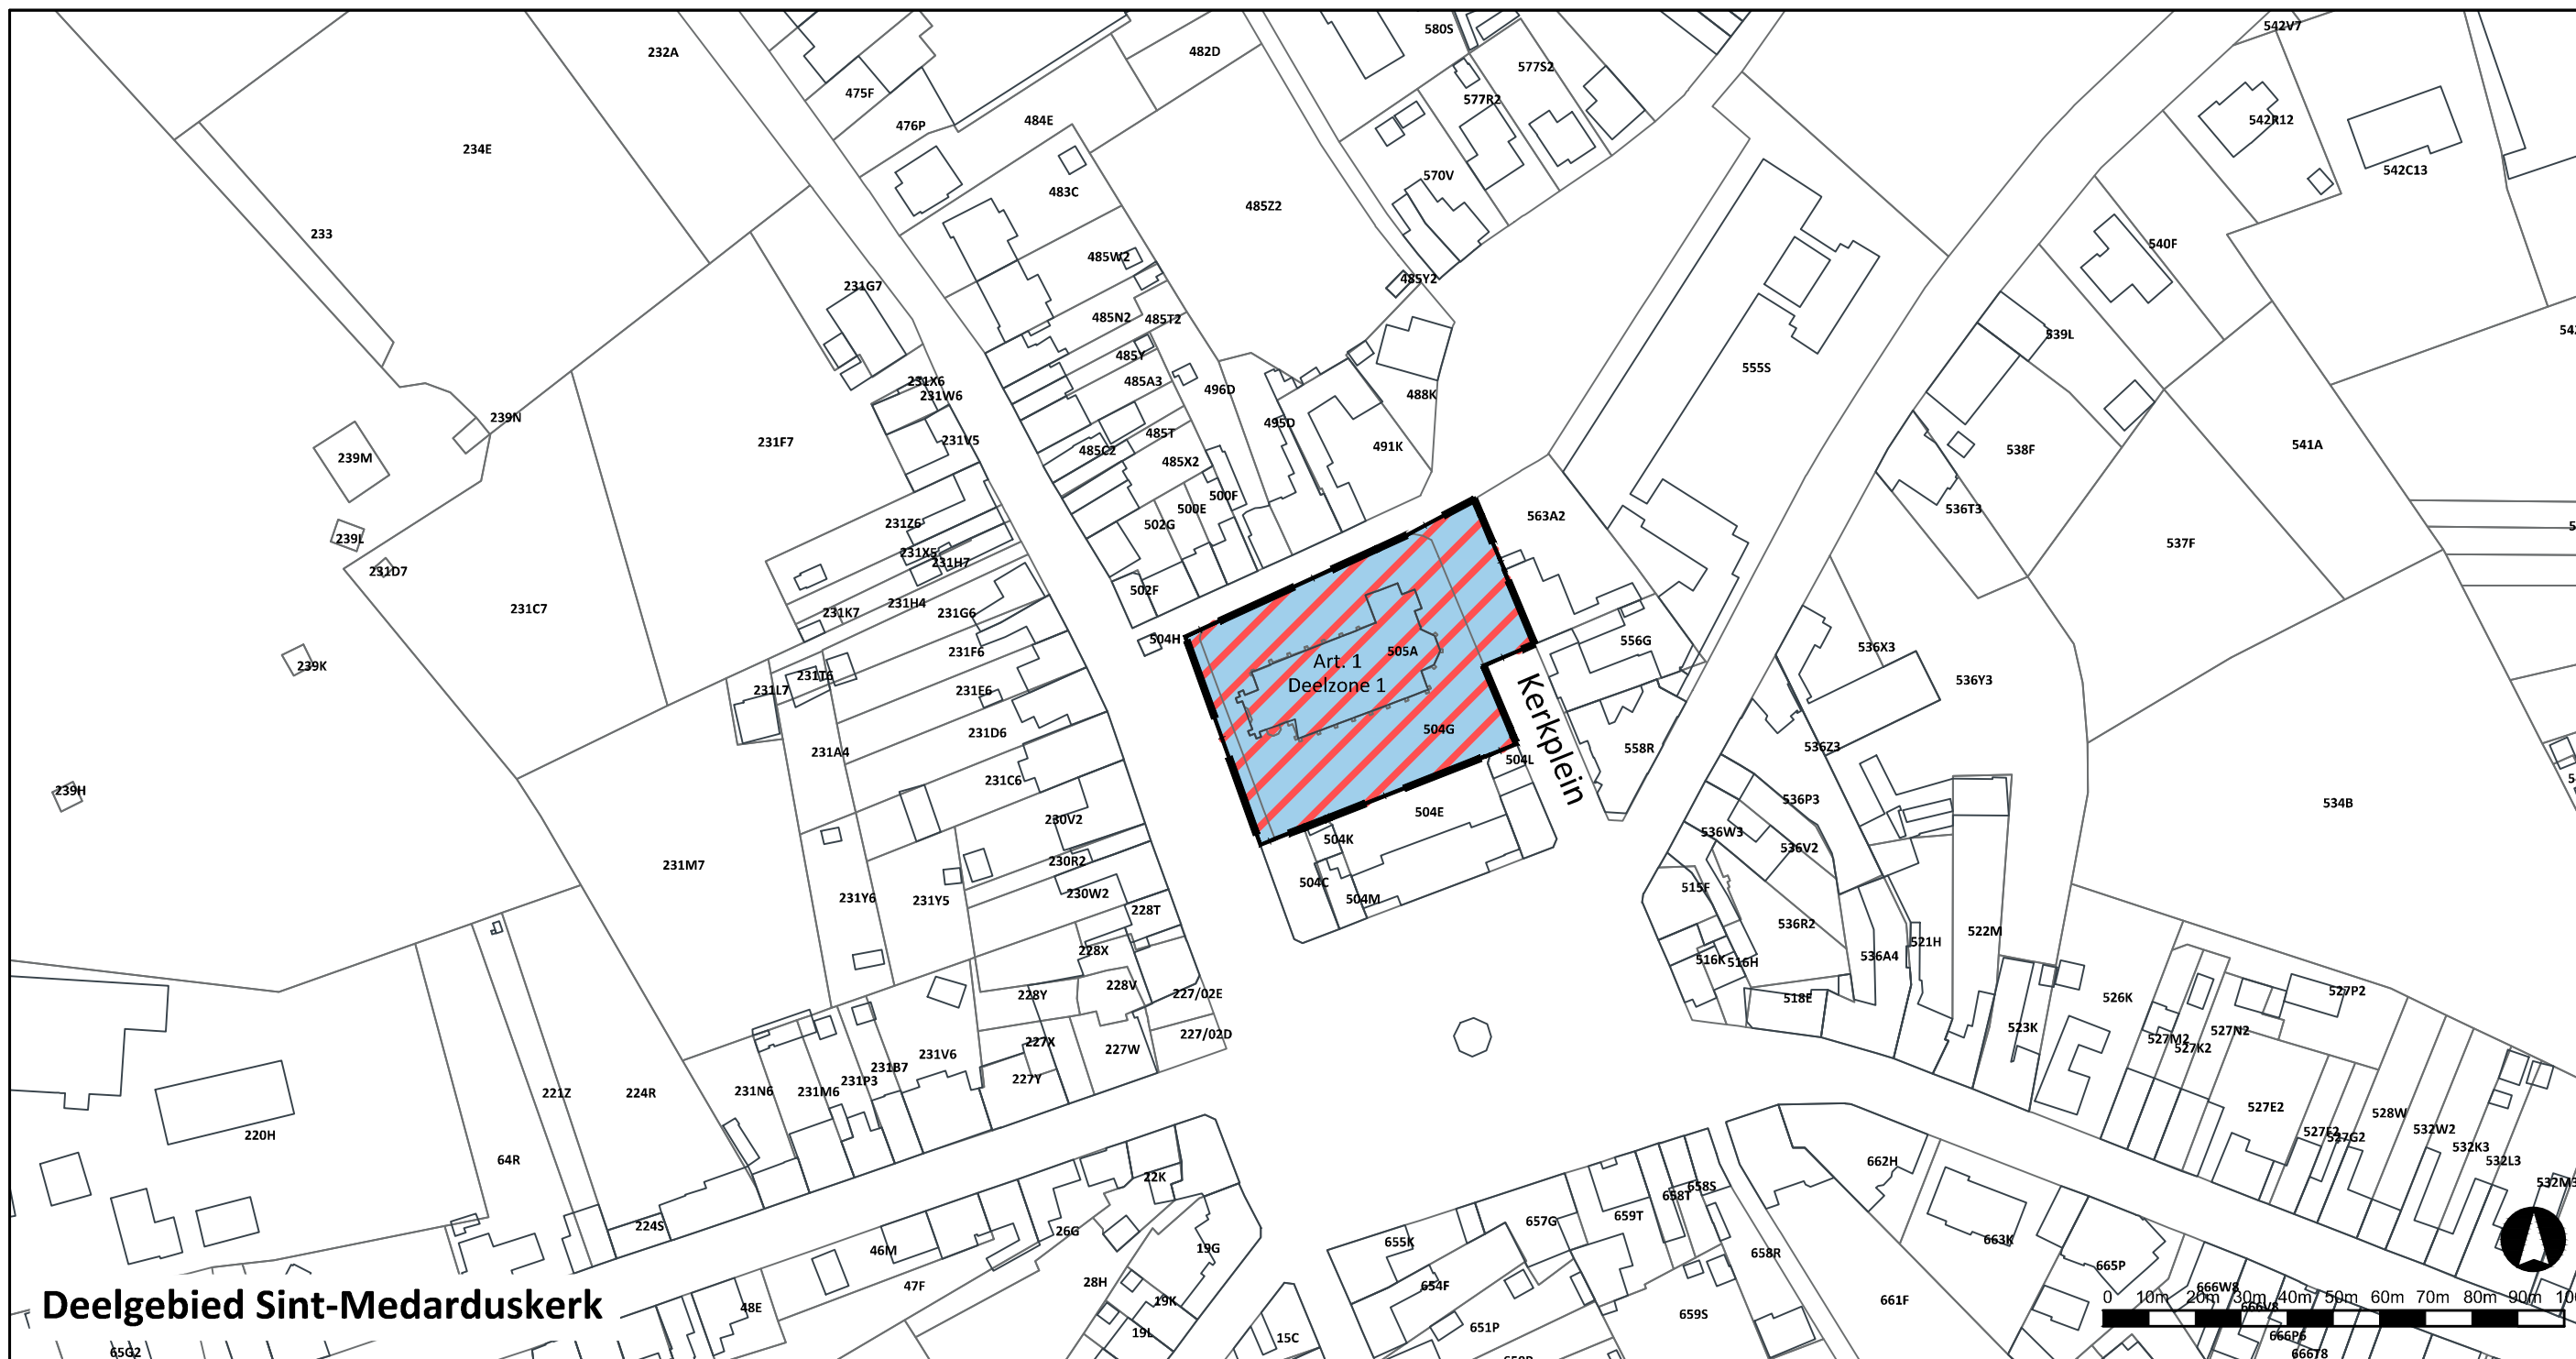 232A
475F
476P
484E
482D
580S
577S2
577R2
542V7
542R12
542C13
234E
233
483C
485Z2
570V
485W2
485Y2
540F
231G7
485N2
485T2
539L
485Y
231X6
231W6
485A3
496D
488K
555S
239N
231F7
231V5
495D
485T
485C2
491K
538F
541A
239M
485X2
500F
500E
502G
563A2
536T3
537F
239L
231Z6
231X5
231H7
231D7
502F
231C7
231K7
231H4
231G6
504H
556G
536X3
239K
231F6
505A
Art. 1
Deelzone 1
231T6
231L7
231E6
536Y3
231D6
504G
Kerkplein
231A4
504L
558R
536Z3
239H
231C6
230V2
504E
536P3
534B
504K
536W3
536V2
231M7
230R2
504C
230W2
504M
515F
231Y6
231Y5
228T
536R2
228X
516K
516H
536A4
521H
522M
228Y
228V
227/02E
518E
526K
527P2
227X
227W
227/02D
523K
527M2
527K2
527N2
231V6
231B7
231P3
227Y
231N6
231M6
221Z
224R
220H
64R
527E2
527F2
527G2
528W
532W2
532K3
532L3
532M3
22K
662H
658T
658S
224S
26G
46M
19G
655K
657G
659T
658R
663K
665P
47F
28H
19K
654F
661F
666W8
666V8
48E
19L
15C
651P
659S
0 10m 20m 30m 40m 50m 60m 70m 80m 90m
Deelgebied Sint-Medarduskerk
65G2
666P6
666T8